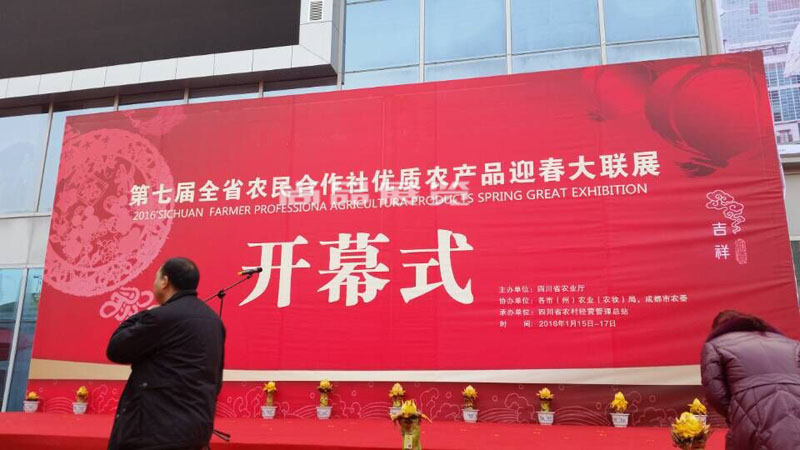 第七届全省农民合作社优质农产品迎春大联展
2016'SICHUAN FARMER PROFESSIONA AGRICULTURA PRODUCTS SPRING GREAT EXHIBITION
开幕式
吉祥
主办单位：四川省农业厅
协办单位：各市（州）农业（农牧）局，成都市农委
承办单位：四川省农村经营管理总站
时 间：2016年1月15日-17日